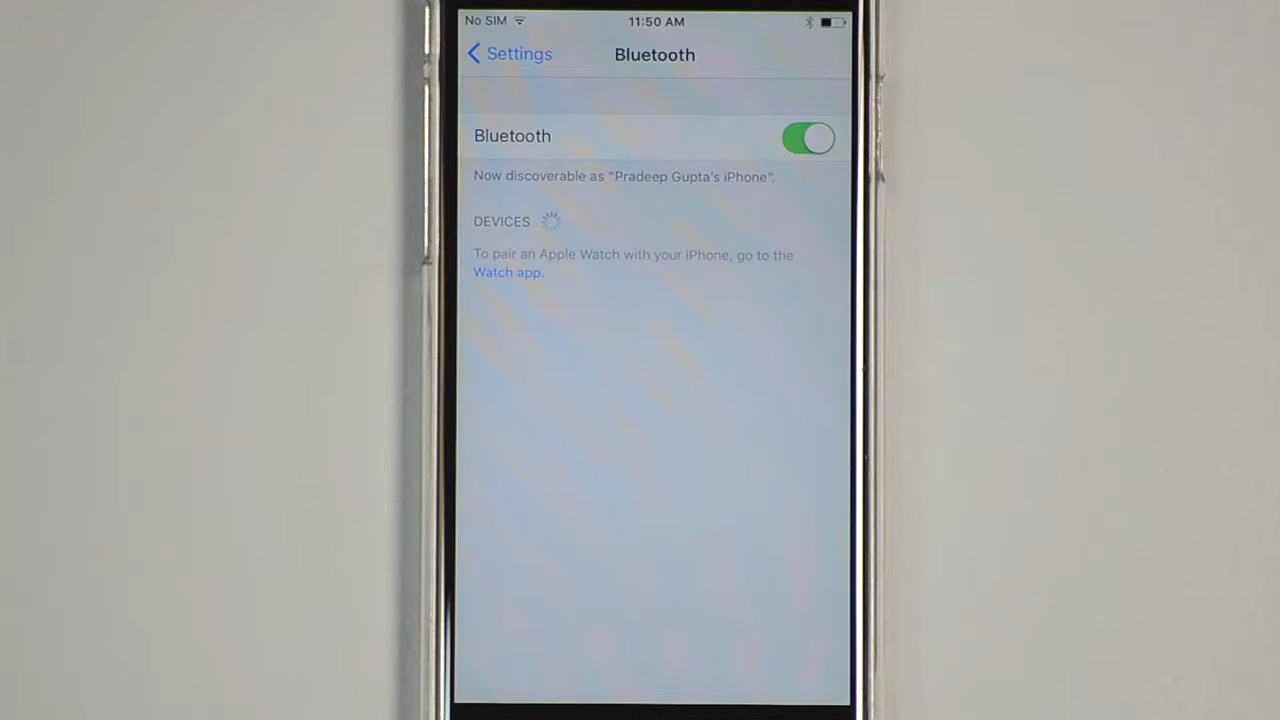 No SIM 11:50 AM
Settings Bluetooth
Bluetooth
Now discoverable as "Pradeep Gupta's iPhone".
DEVICES
To pair an Apple Watch with your iPhone, go to the
Watch app.